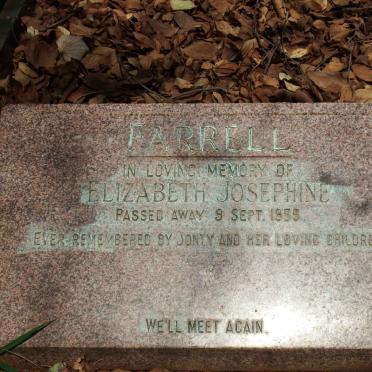 FARRELL
IN LOVING MEMORY OF
ELIZABETH JOSEPHINE
PASSED AWAY 9 SEPT. 1958
EVER REMEMBERED BY JONTY AND HER LOVING CHILDRE
WE'LL MEET AGAIN.